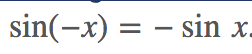 sin(−x) = − sin x.